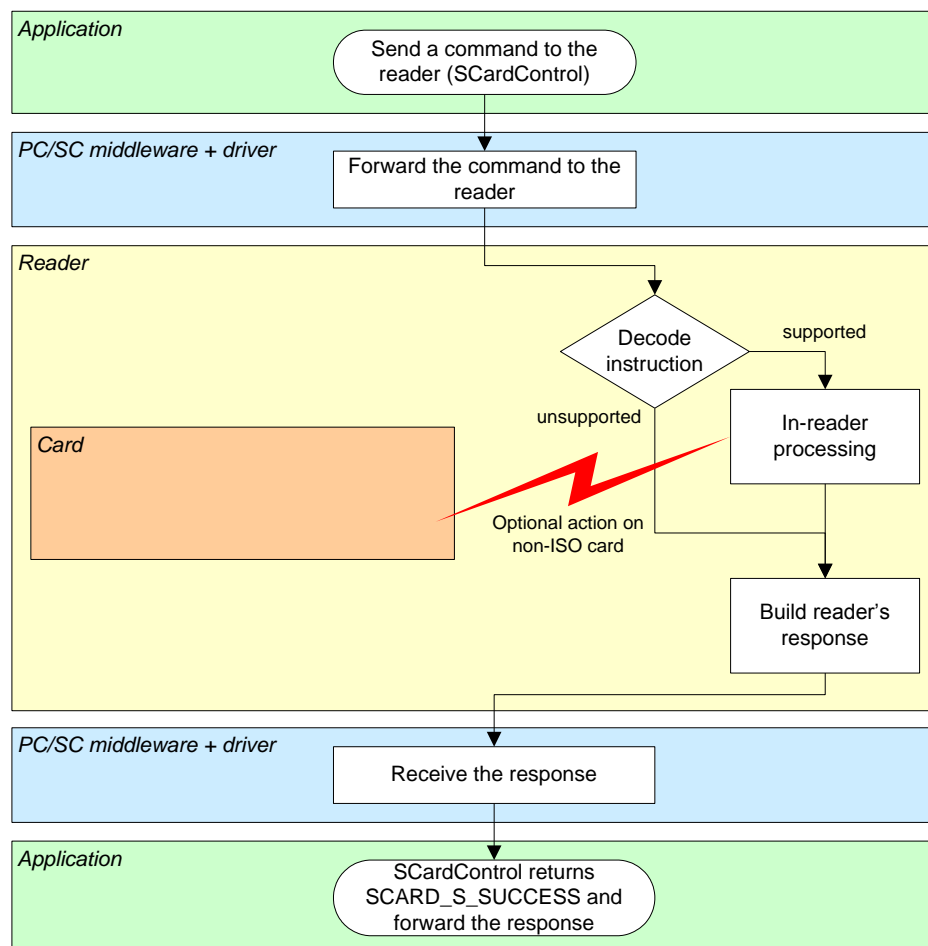 Application
Send a command to the
reader (SCardControl)
PC/SC middleware + driver
Forward the command to the
reader
Reader
Decode
instruction
supported
unsupported
In-reader
processing
Card
Optional action on
non-ISO card
Build reader’s
response
PC/SC middleware + driver
Receive the response
Application
SCardControl returns
SCARD_S_SUCCESS and
forward the response